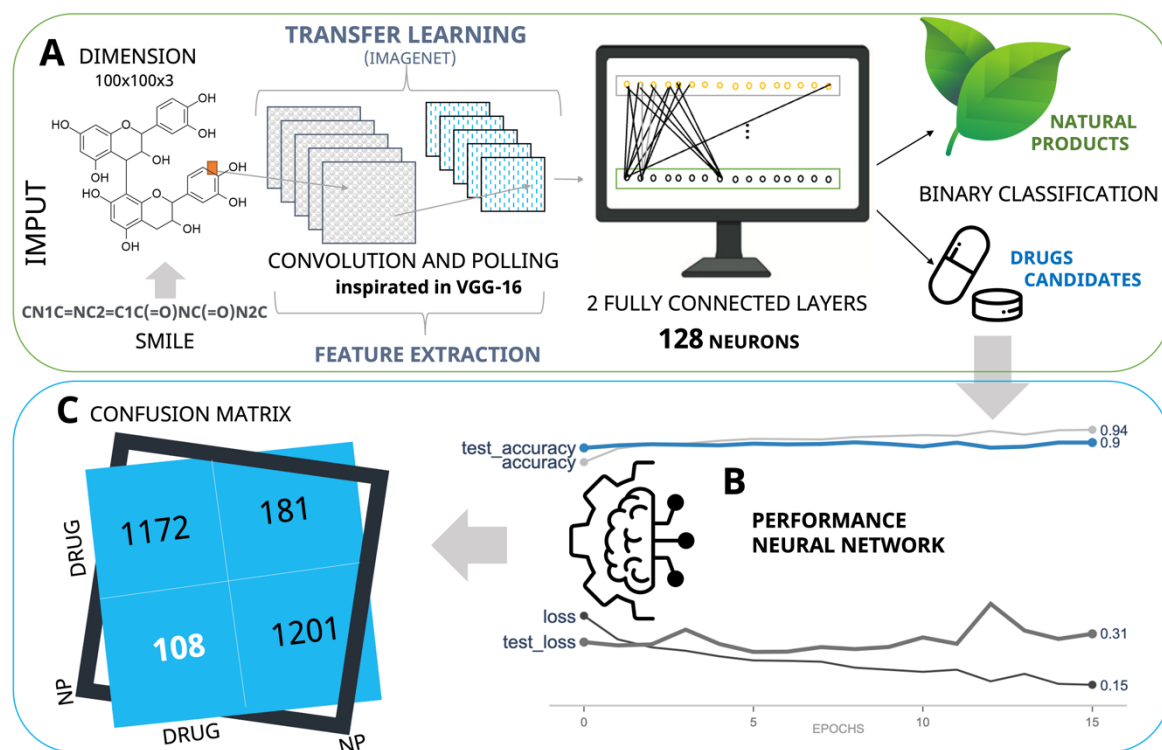 A
DIMENSION
100x100x3
OH
HO
O
OH
OH
OH
OH
HO
O
OH
OH
OH
IMPUT
CN1C=NC2=C1C(=O)NC(=O)N2C
SMILE
TRANSFER LEARNING
(IMAGENET)
CONVOLUTION AND POLLING
inspirated in VGG-16
FEATURE EXTRACTION
2 FULLY CONNECTED LAYERS
128 NEURONS
NATURAL
PRODUCTS
BINARY CLASSIFICATION
DRUGS
CANDIDATES
C CONFUSION MATRIX
DRUG
NP
1172
181
108
1201
DRUG
NP
B
PERFORMANCE
NEURAL NETWORK
test_accuracy
accuracy
0.94
0.9
loss
test_loss
0.31
0.15
0
5
10
15
EPOCHS